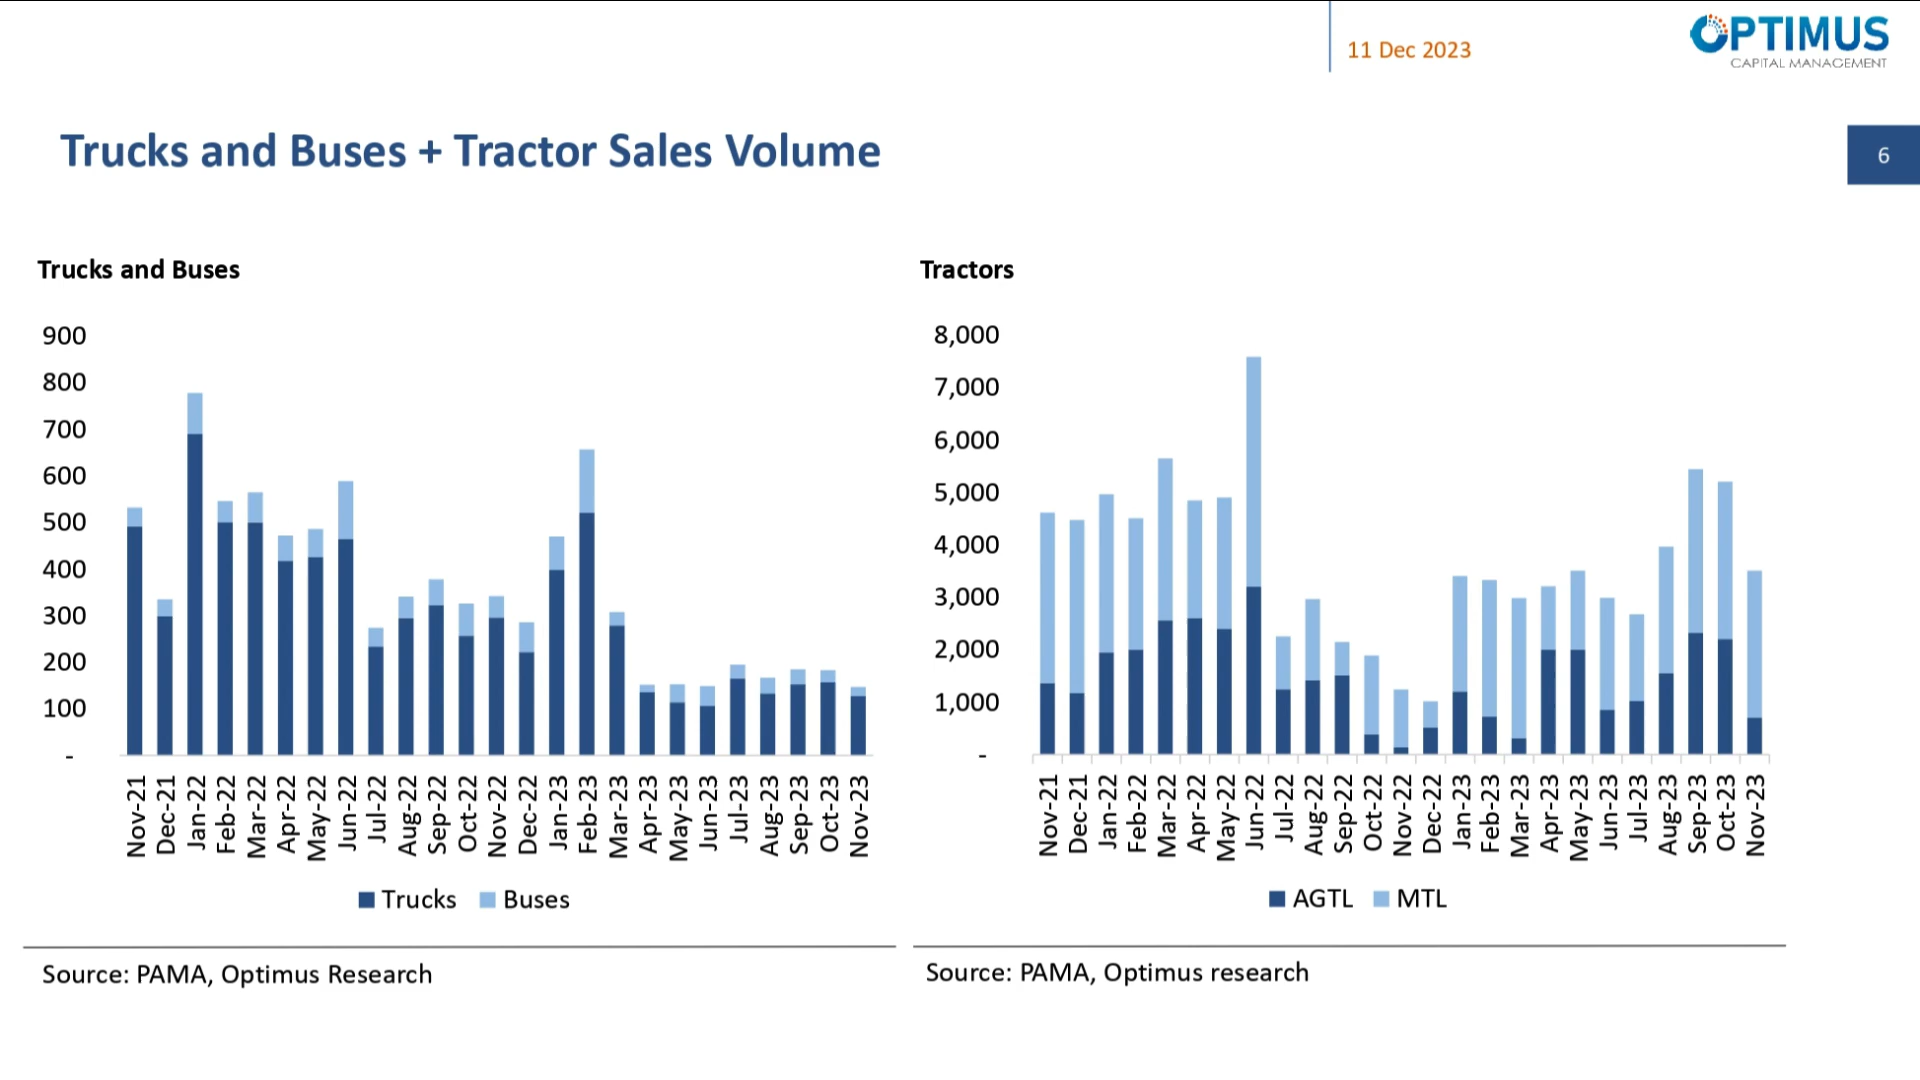 11 Dec 2023
OPTIMUS
CAPITAL MANAGEMENT
Trucks and Buses + Tractor Sales Volume
6
Trucks and Buses
900
800
700
600
500
400
300
200
100
-
Nov-21
Dec-21
Jan-22
Feb-22
Mar-22
Apr-22
May-22
Jun-22
Jul-22
Aug-22
Sep-22
Oct-22
Nov-22
Dec-22
Jan-23
Feb-23
Mar-23
Apr-23
May-23
Jun-23
Jul-23
Aug-23
Sep-23
Oct-23
Nov-23
Trucks Buses
Source: PAMA, Optimus Research
Tractors
8,000
7,000
6,000
5,000
4,000
3,000
2,000
1,000
-
Nov-21
Dec-21
Jan-22
Feb-22
Mar-22
Apr-22
May-22
Jun-22
Jul-22
Aug-22
Sep-22
Oct-22
Nov-22
Dec-22
Jan-23
Feb-23
Mar-23
Apr-23
May-23
Jun-23
Jul-23
Aug-23
Sep-23
Oct-23
Nov-23
AGTL MTL
Source: PAMA, Optimus research